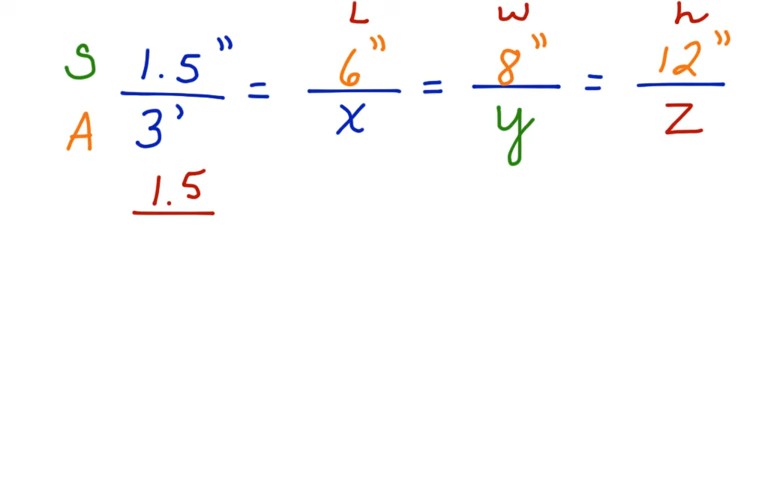 L w h
S 1.5" = 6" = 8" = 12"
A 3' x y z
1.5